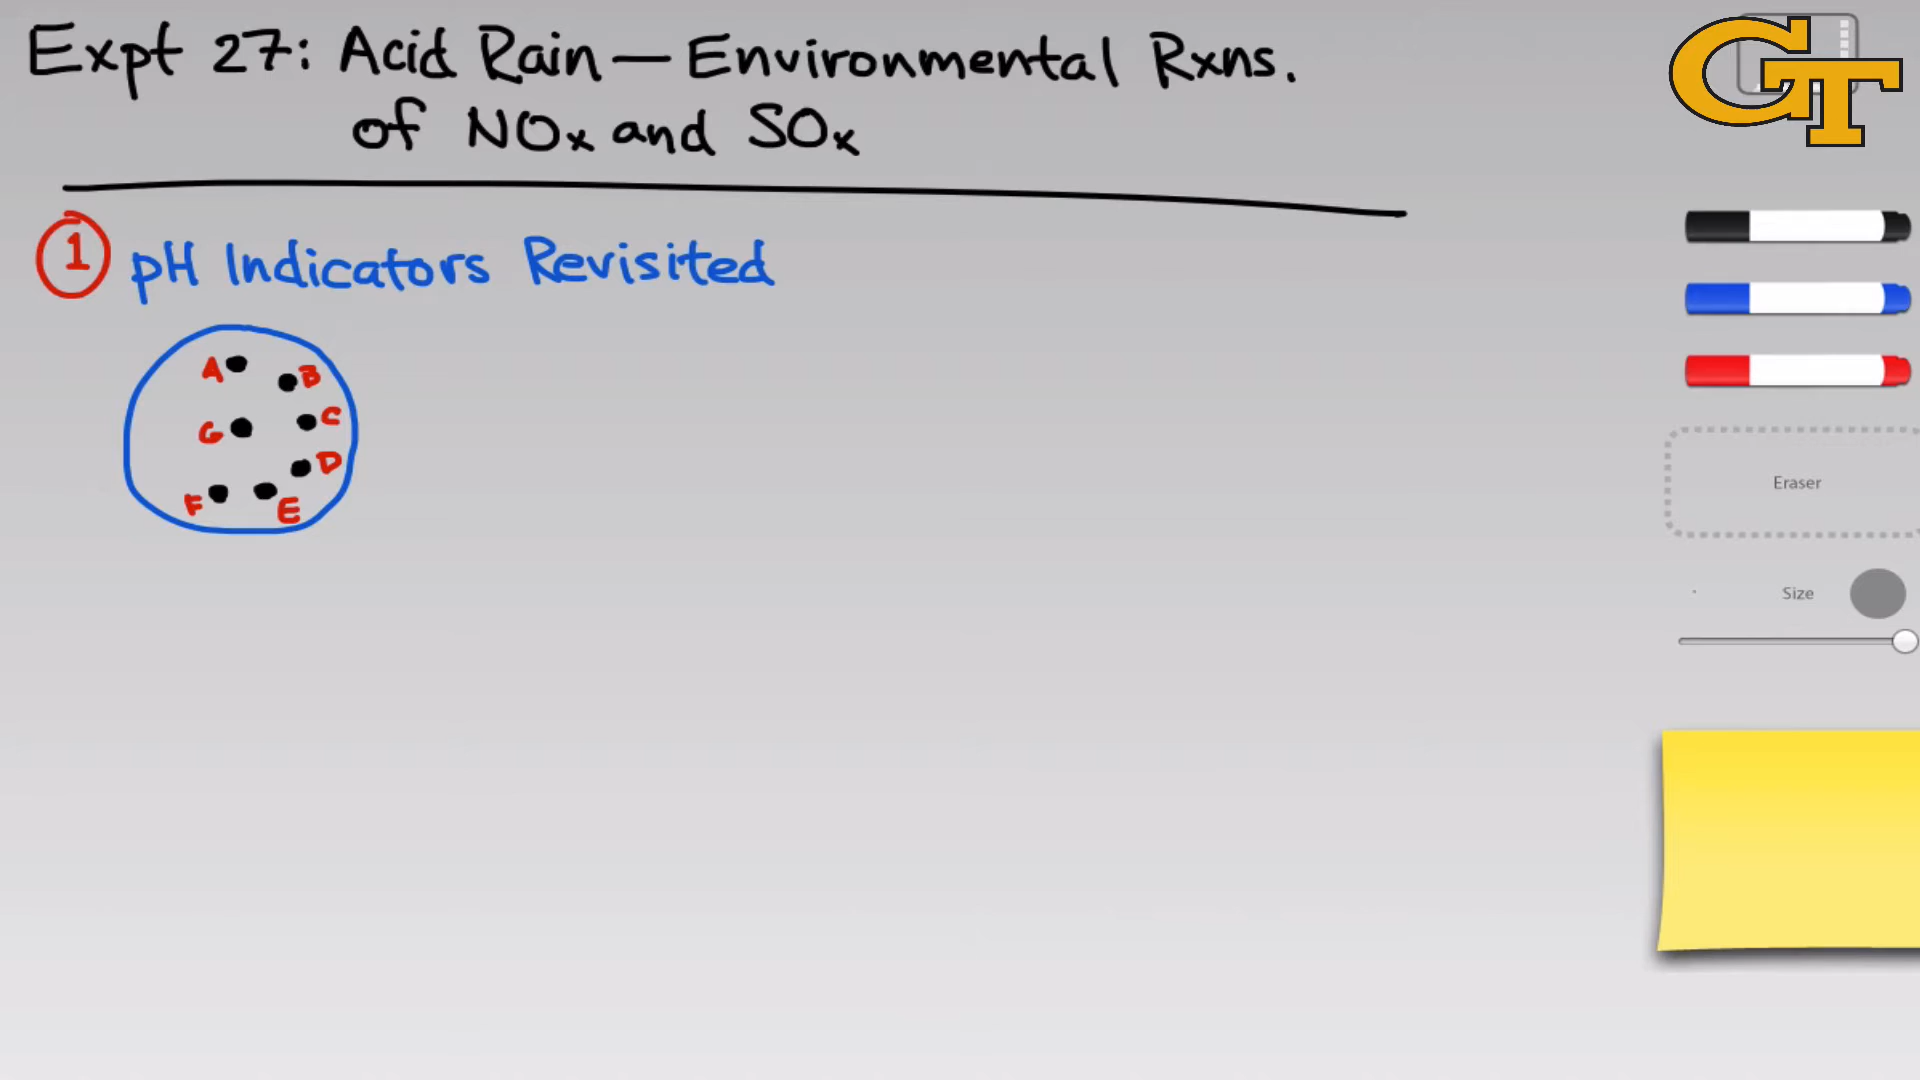 Expt 27: Acid Rain — Environmental Rxns.
of NOx and SOx
GT
1 pH Indicators Revisited
A
B
C
G
D
F
E
Eraser
Size